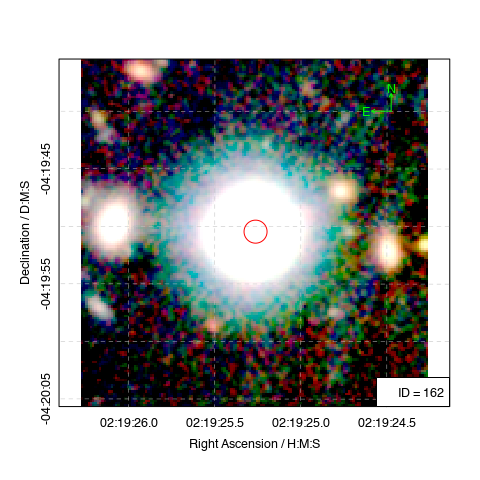 N
E
Declination / D:M:S
-04:19:45
-04:19:55
-04:20:05
ID = 162
02:19:26.0 02:19:25.5 02:19:25.0 02:19:24.5
Right Ascension / H:M:S